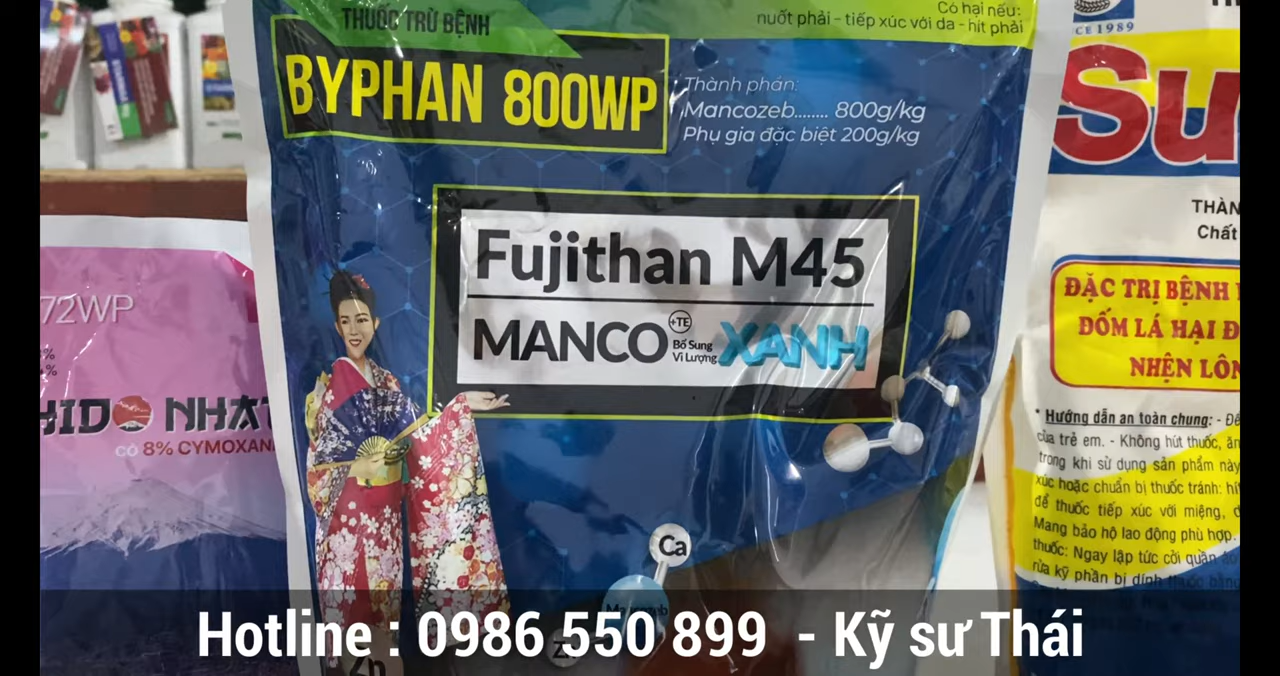 THUỐC TRỪ BỆNH
BYPHAN 800WP
Có hại nếu:
nuốt phải - tiếp xúc với da - hít phải
Thành phần:
Mancozeb........ 800g/kg
Phụ gia đặc biệt 200g/kg
Fujithan M45
MANCO +TE Bổ Sung Vi Lượng XANH
Ca
Zn
72WP
HIDO NHAT
có 8% CYMOXAN
CE 1989
Su
THÀN
Chất
ĐẶC TRỊ BỆNH
ĐỐM LÁ HẠI Đ
NHỆN LÔN
* Hướng dẫn an toàn chung: - Để
của trẻ em. - Không hút thuốc, ăn
trong khi sử dụng sản phẩm này
xúc hoặc chuẩn bị thuốc tránh: hít
để thuốc tiếp xúc với miệng,
Mang bảo hộ lao động phù hợp.
thuốc: Ngay lập tức cởi quần áo
rửa kỹ phần bị dính thuốc bằng
Hotline : 0986 550 899 - Kỹ sư Thái